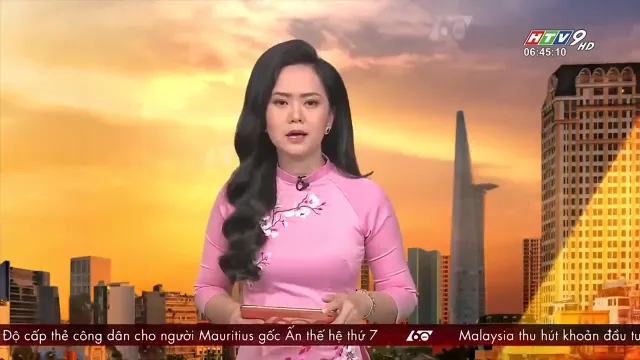 HTV9 HD
06:45:10
Độ cấp thẻ công dân cho người Mauritius gốc Ấn thế hệ thứ 7
60
Malaysia thu hút khoản đầu